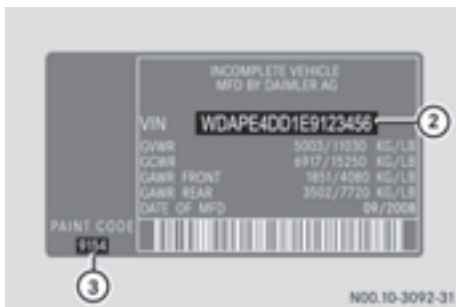 INCOMPLETE VEHICLE
MFD BY DAIMLER AG
VIN WDAPE4DD1E9123456 2
GVWR 5003/11030 KG/LB
GCWR 6917/15250 KG/LB
GAWR FRONT 1851/4080 KG/LB
GAWR REAR 3502/7720 KG/LB
DATE OF MFD 09/2008
PAINT CODE
9154
3
N00.10-3092-31